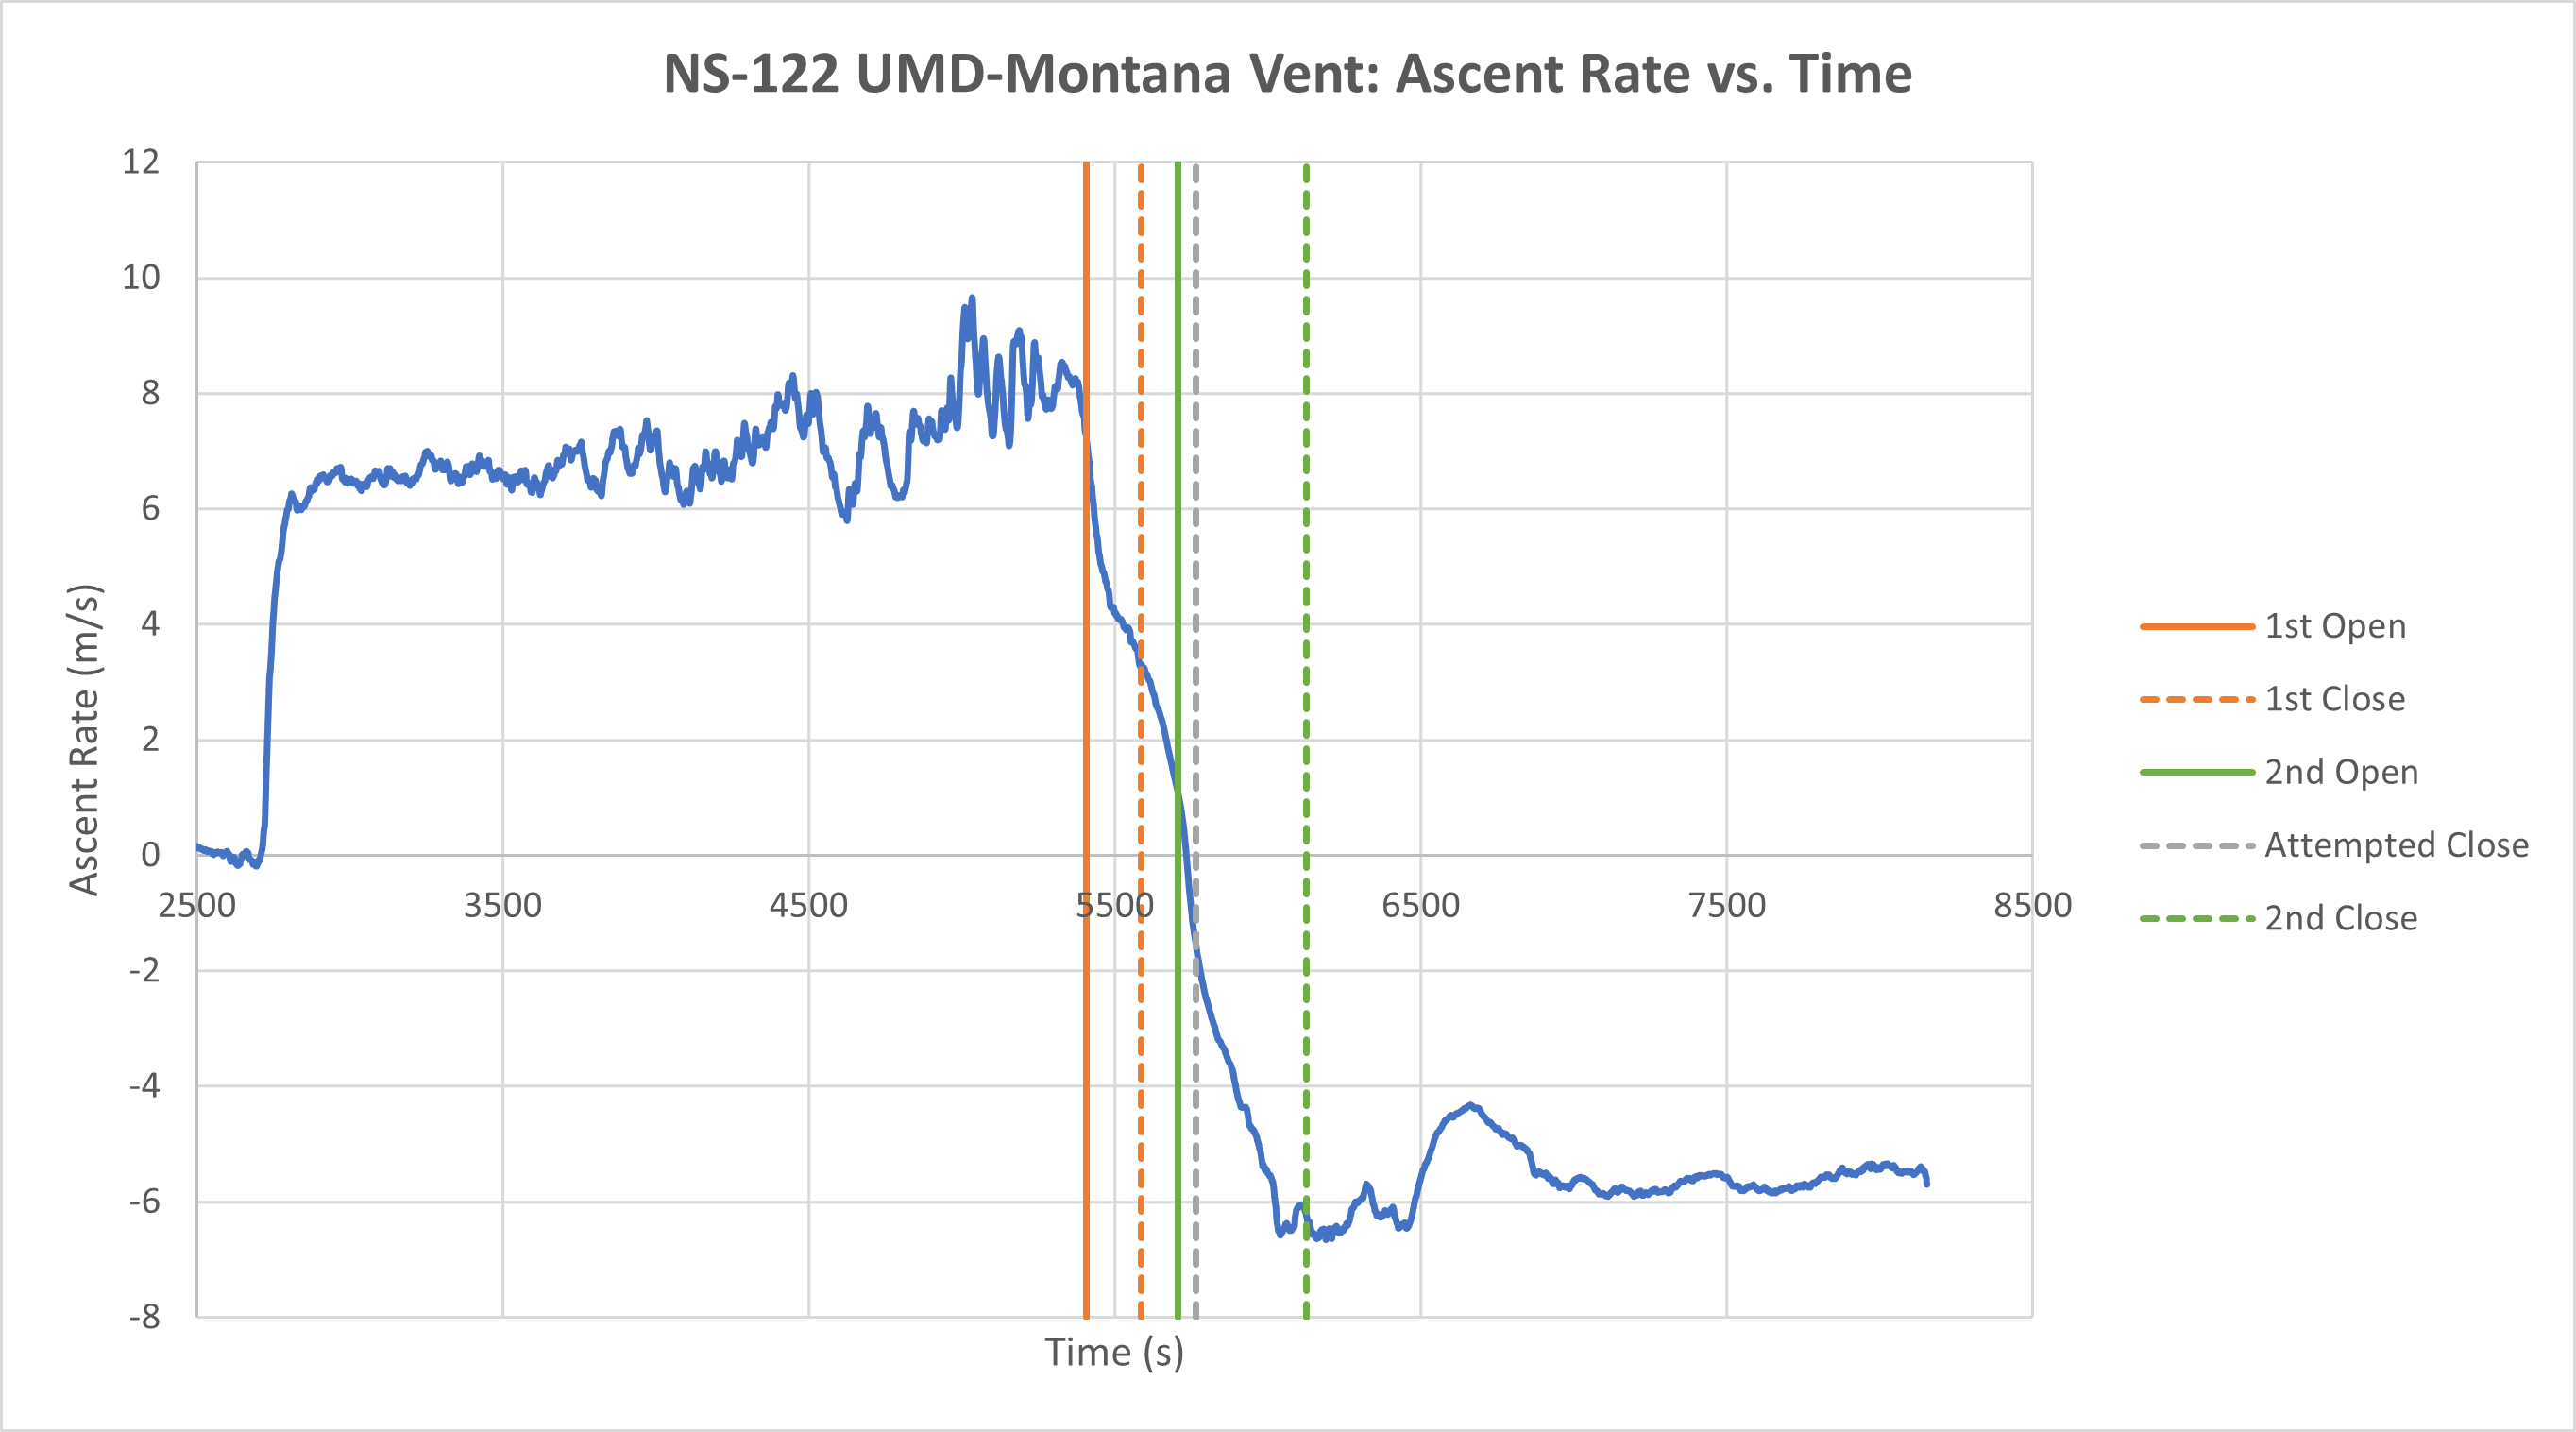 NS-122 UMD-Montana Vent: Ascent Rate vs. Time
12
10
8
6
4
2
0
-2
-4
-6
-8
Ascent Rate (m/s)
2500 3500 4500 5500 6500 7500 8500
Time (s)
1st Open
1st Close
2nd Open
Attempted Close
2nd Close